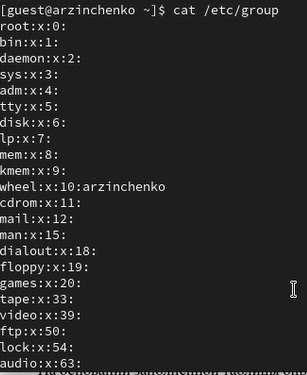 [guest@arzinchenko ~]$ cat /etc/group
root:x:0:
bin:x:1:
daemon:x:2:
sys:x:3:
adm:x:4:
tty:x:5:
disk:x:6:
lp:x:7:
mem:x:8:
kmem:x:9:
wheel:x:10:arzinchenko
cdrom:x:11:
mail:x:12:
man:x:15:
dialout:x:18:
floppy:x:19:
games:x:20:
tape:x:33:
video:x:39:
ftp:x:50:
lock:x:54:
audio:x:63: